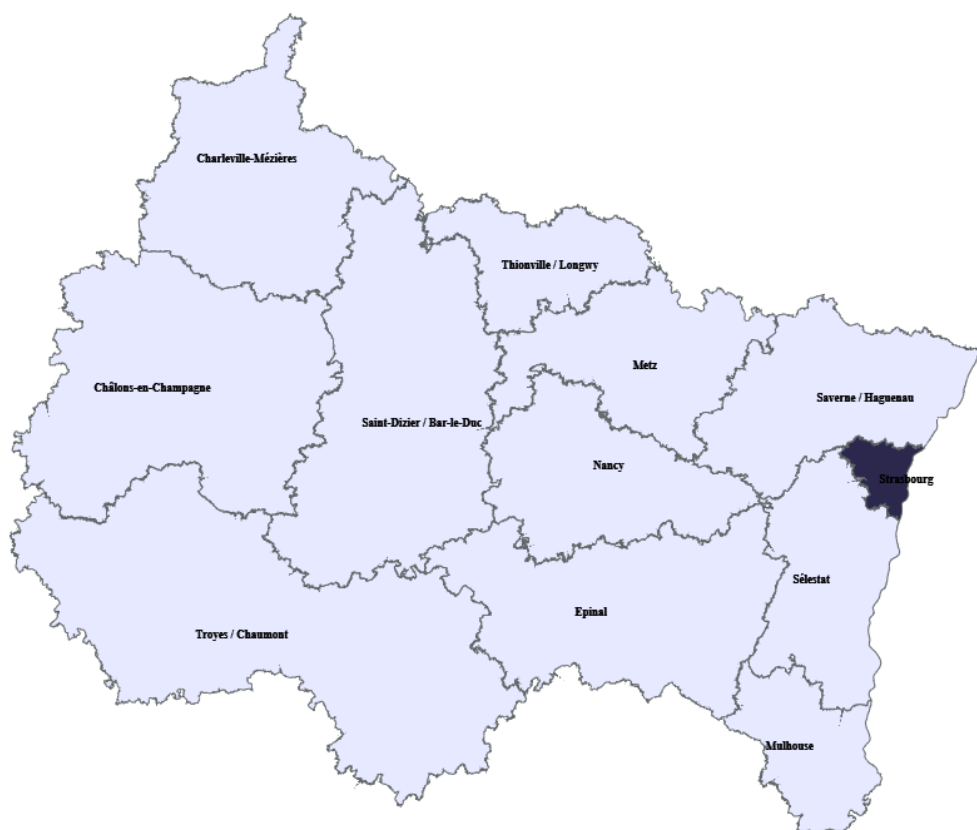 Charleville-Mézières
Thionville / Longwy
Metz
Châlons-en-Champagne
Saverne / Haguenau
Saint-Dizier / Bar-le-Duc
Nancy
Strasbourg
Sélestat
Epinal
Troyes / Chaumont
Mulhouse